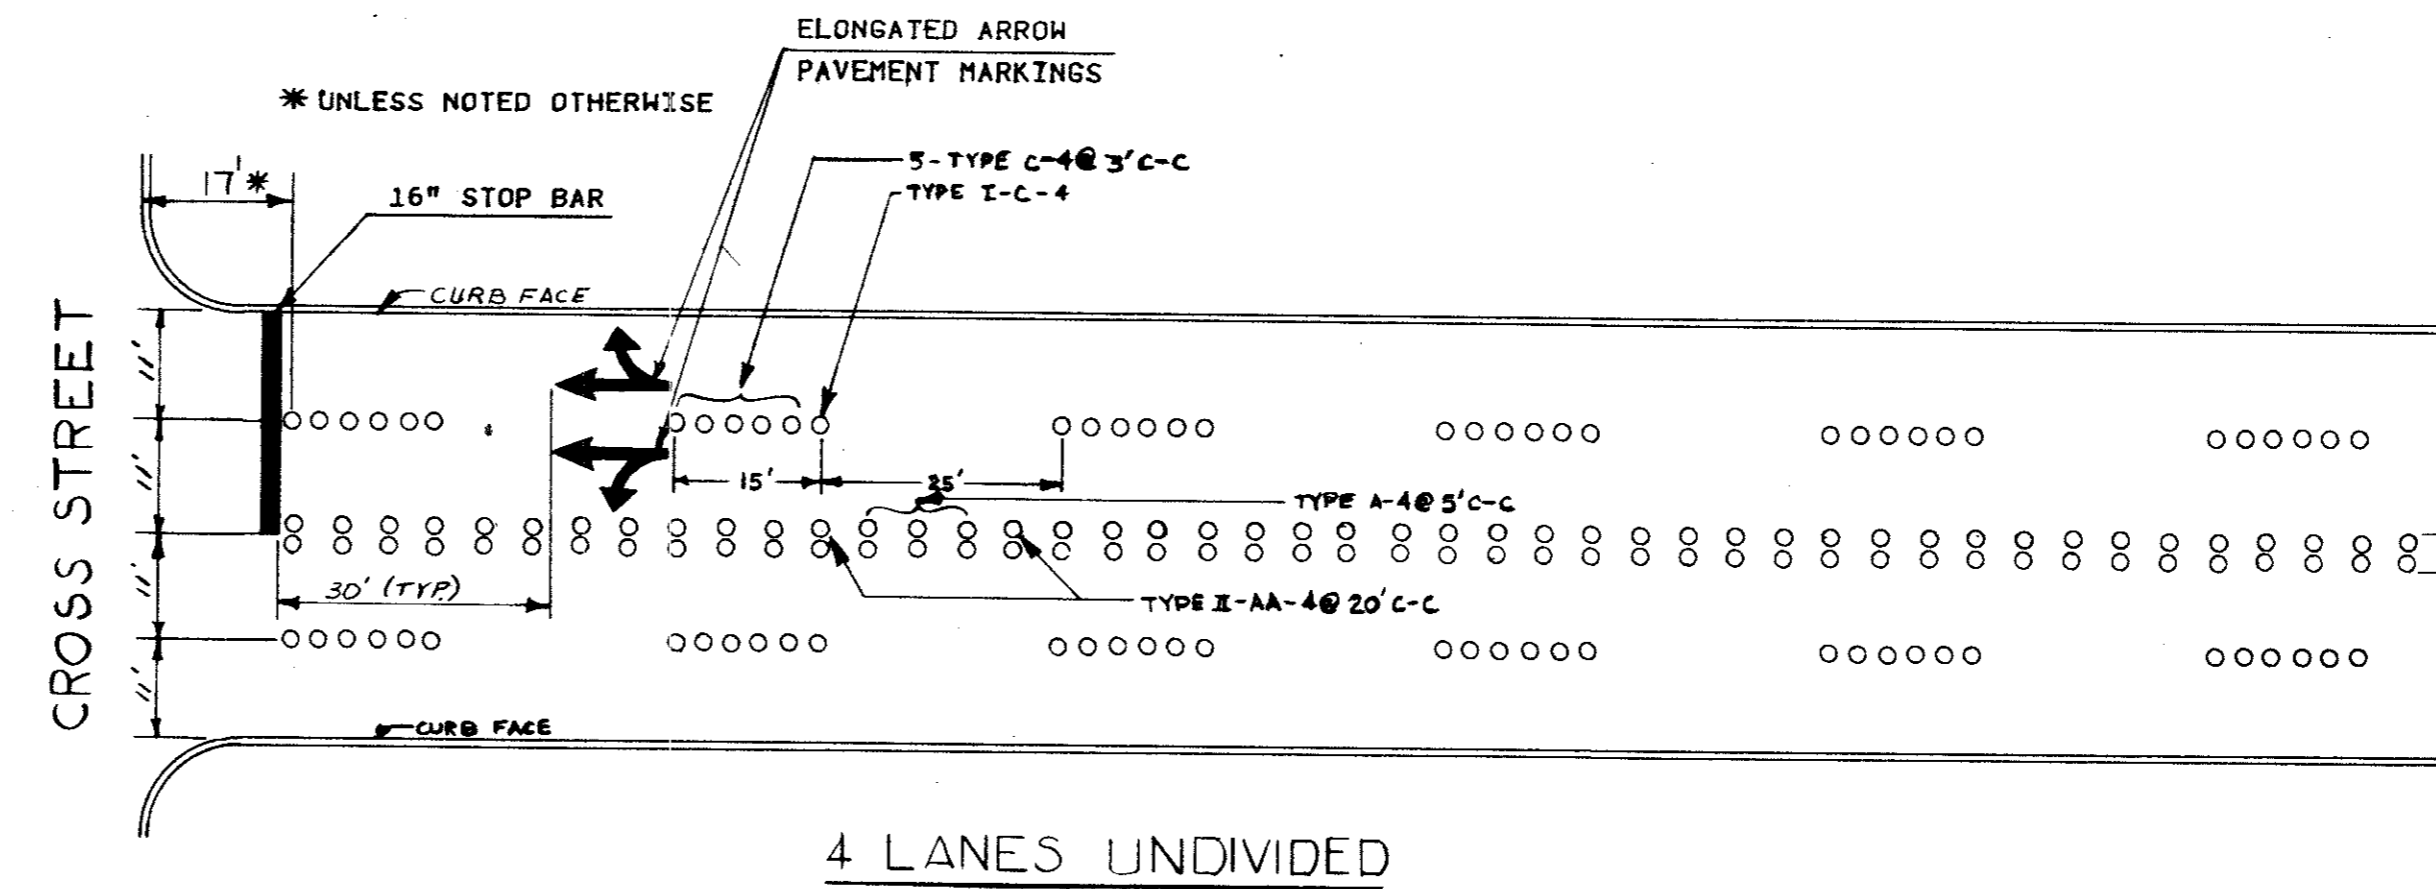 ELONGATED ARROW
PAVEMENT MARKINGS
* UNLESS NOTED OTHERWISE
5-TYPE C-4@ 3'C-C
17'*
TYPE I-C-4
16" STOP BAR
CURB FACE
CROSS STREET
11'
11'
11'
11'
15'
25'
TYPE A-4@ 5'C-C
30' (TYP.)
TYPE II-AA-4@ 20'C-C
CURB FACE
4 LANES UNDIVIDED